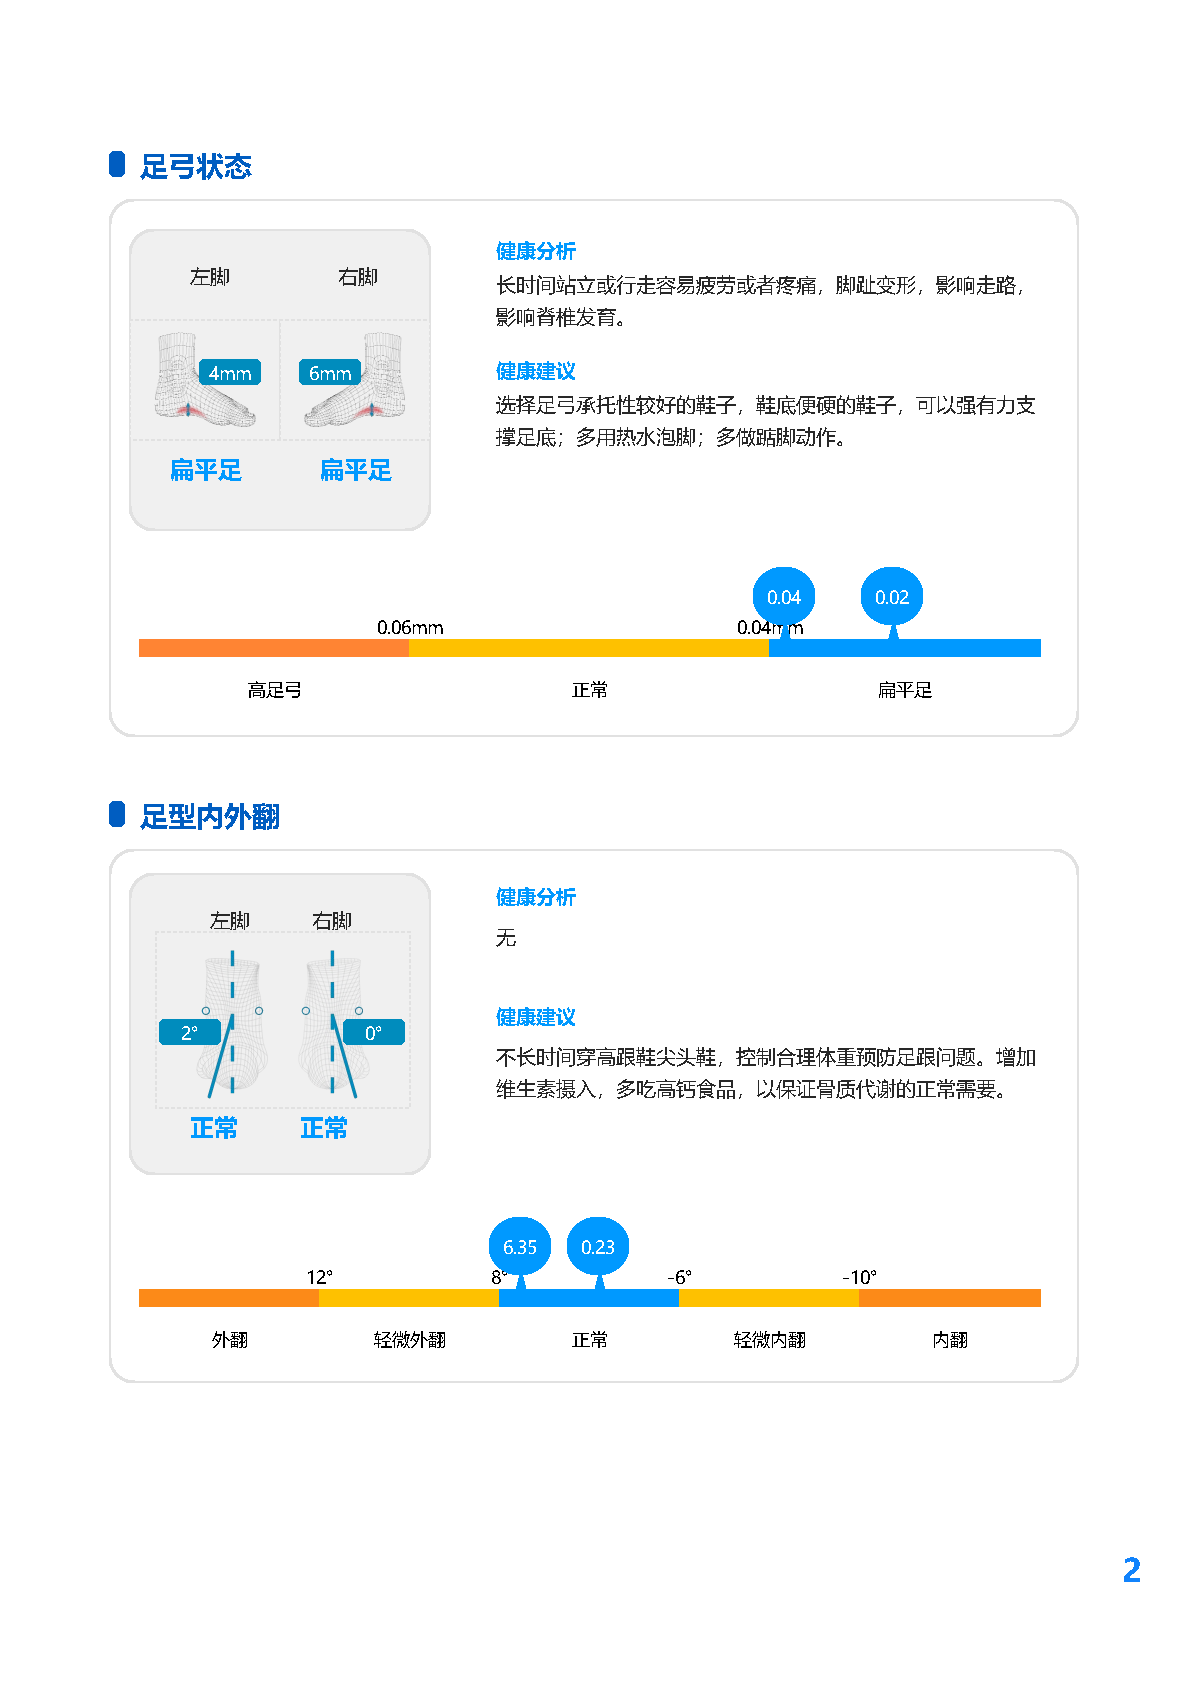 足弓状态
左脚 右脚
4mm 6mm
扁平足 扁平足
健康分析
长时间站立或行走容易疲劳或者疼痛，脚趾变形，影响走路，
影响脊椎发育。
健康建议
选择足弓承托性较好的鞋子，鞋底便硬的鞋子，可以强有力支
撑足底；多用热水泡脚；多做踮脚动作。
0.04 0.02
0.06mm 0.04mm
高足弓 正常 扁平足
足型内外翻
左脚 右脚
2° 0°
正常 正常
健康分析
无
健康建议
不长时间穿高跟鞋尖头鞋，控制合理体重预防足跟问题。增加
维生素摄入，多吃高钙食品，以保证骨质代谢的正常需要。
6.35 0.23
12° 8° -6° -10°
外翻 轻微外翻 正常 轻微内翻 内翻
2